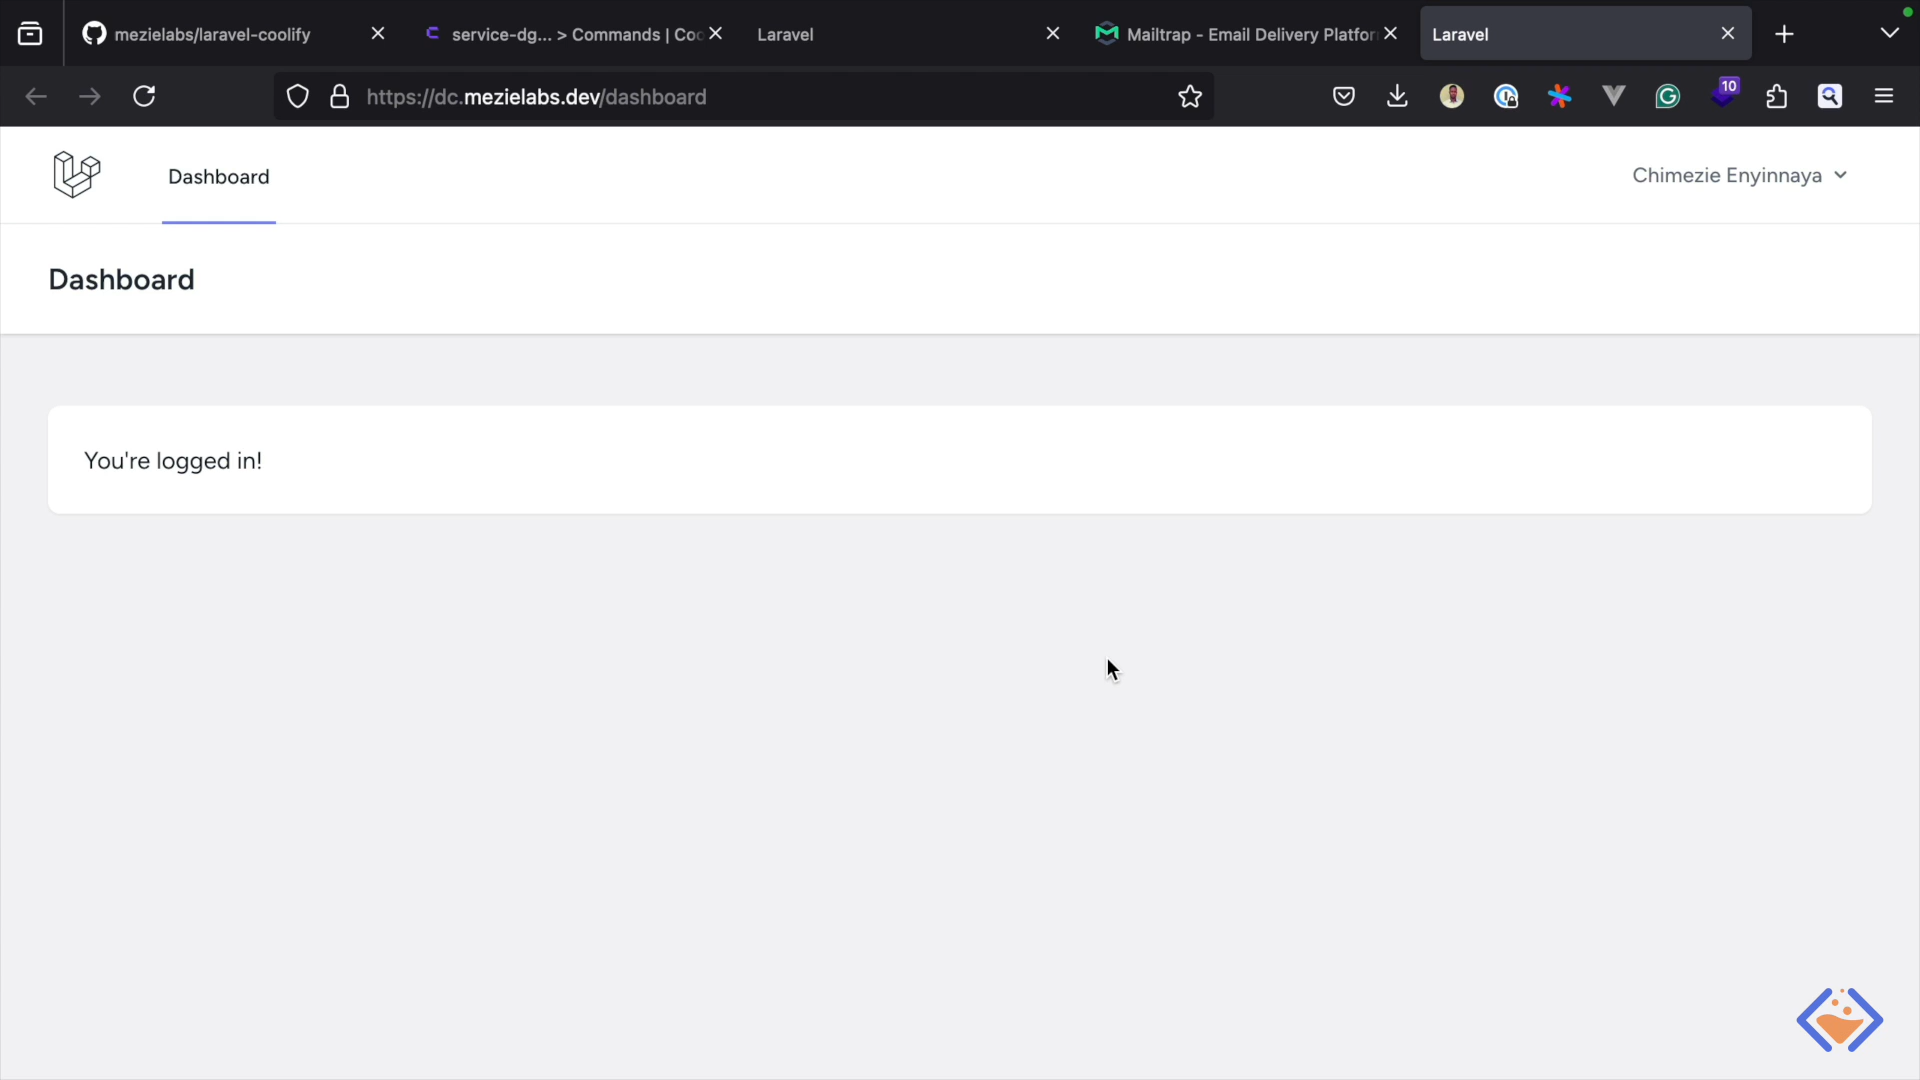 mezielabs/laravel-coolify
service-dg... > Commands | Coo
Laravel
Mailtrap - Email Delivery Platfor
Laravel
https://dc.mezielabs.dev/dashboard
10
Dashboard
Chimezie Enyinnaya
Dashboard
You're logged in!